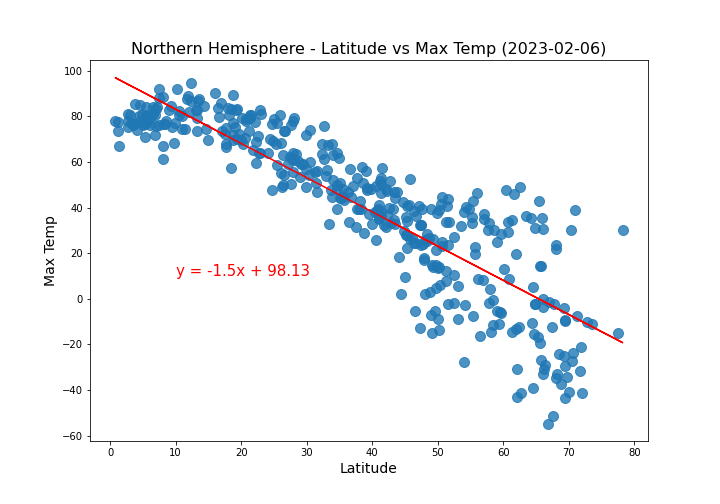 Northern Hemisphere - Latitude vs Max Temp (2023-02-06)
100
80
60
40
20
0
−20
−40
−60
Max Temp
y = -1.5x + 98.13
0 10 20 30 40 50 60 70 80
Latitude